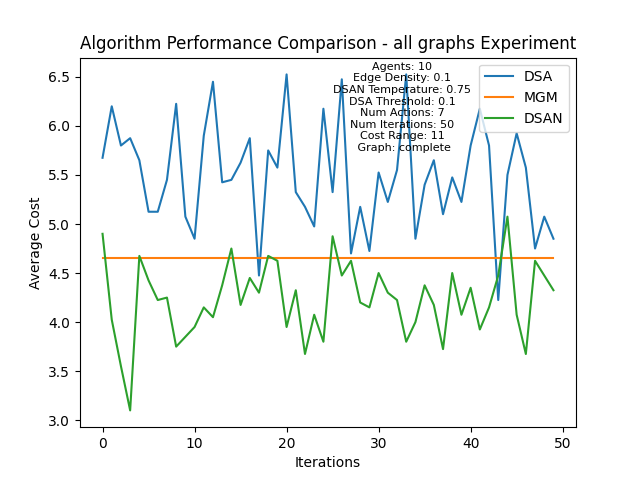 Algorithm Performance Comparison - all graphs Experiment
Agents: 10
Edge Density: 0.1
DSAN Temperature: 0.75
DSA Threshold: 0.1
Num Actions: 7
Num Iterations: 50
Cost Range: 11
Graph: complete
DSA
MGM
DSAN
Average Cost
6.5
6.0
5.5
5.0
4.5
4.0
3.5
3.0
0
10
20
30
40
50
Iterations